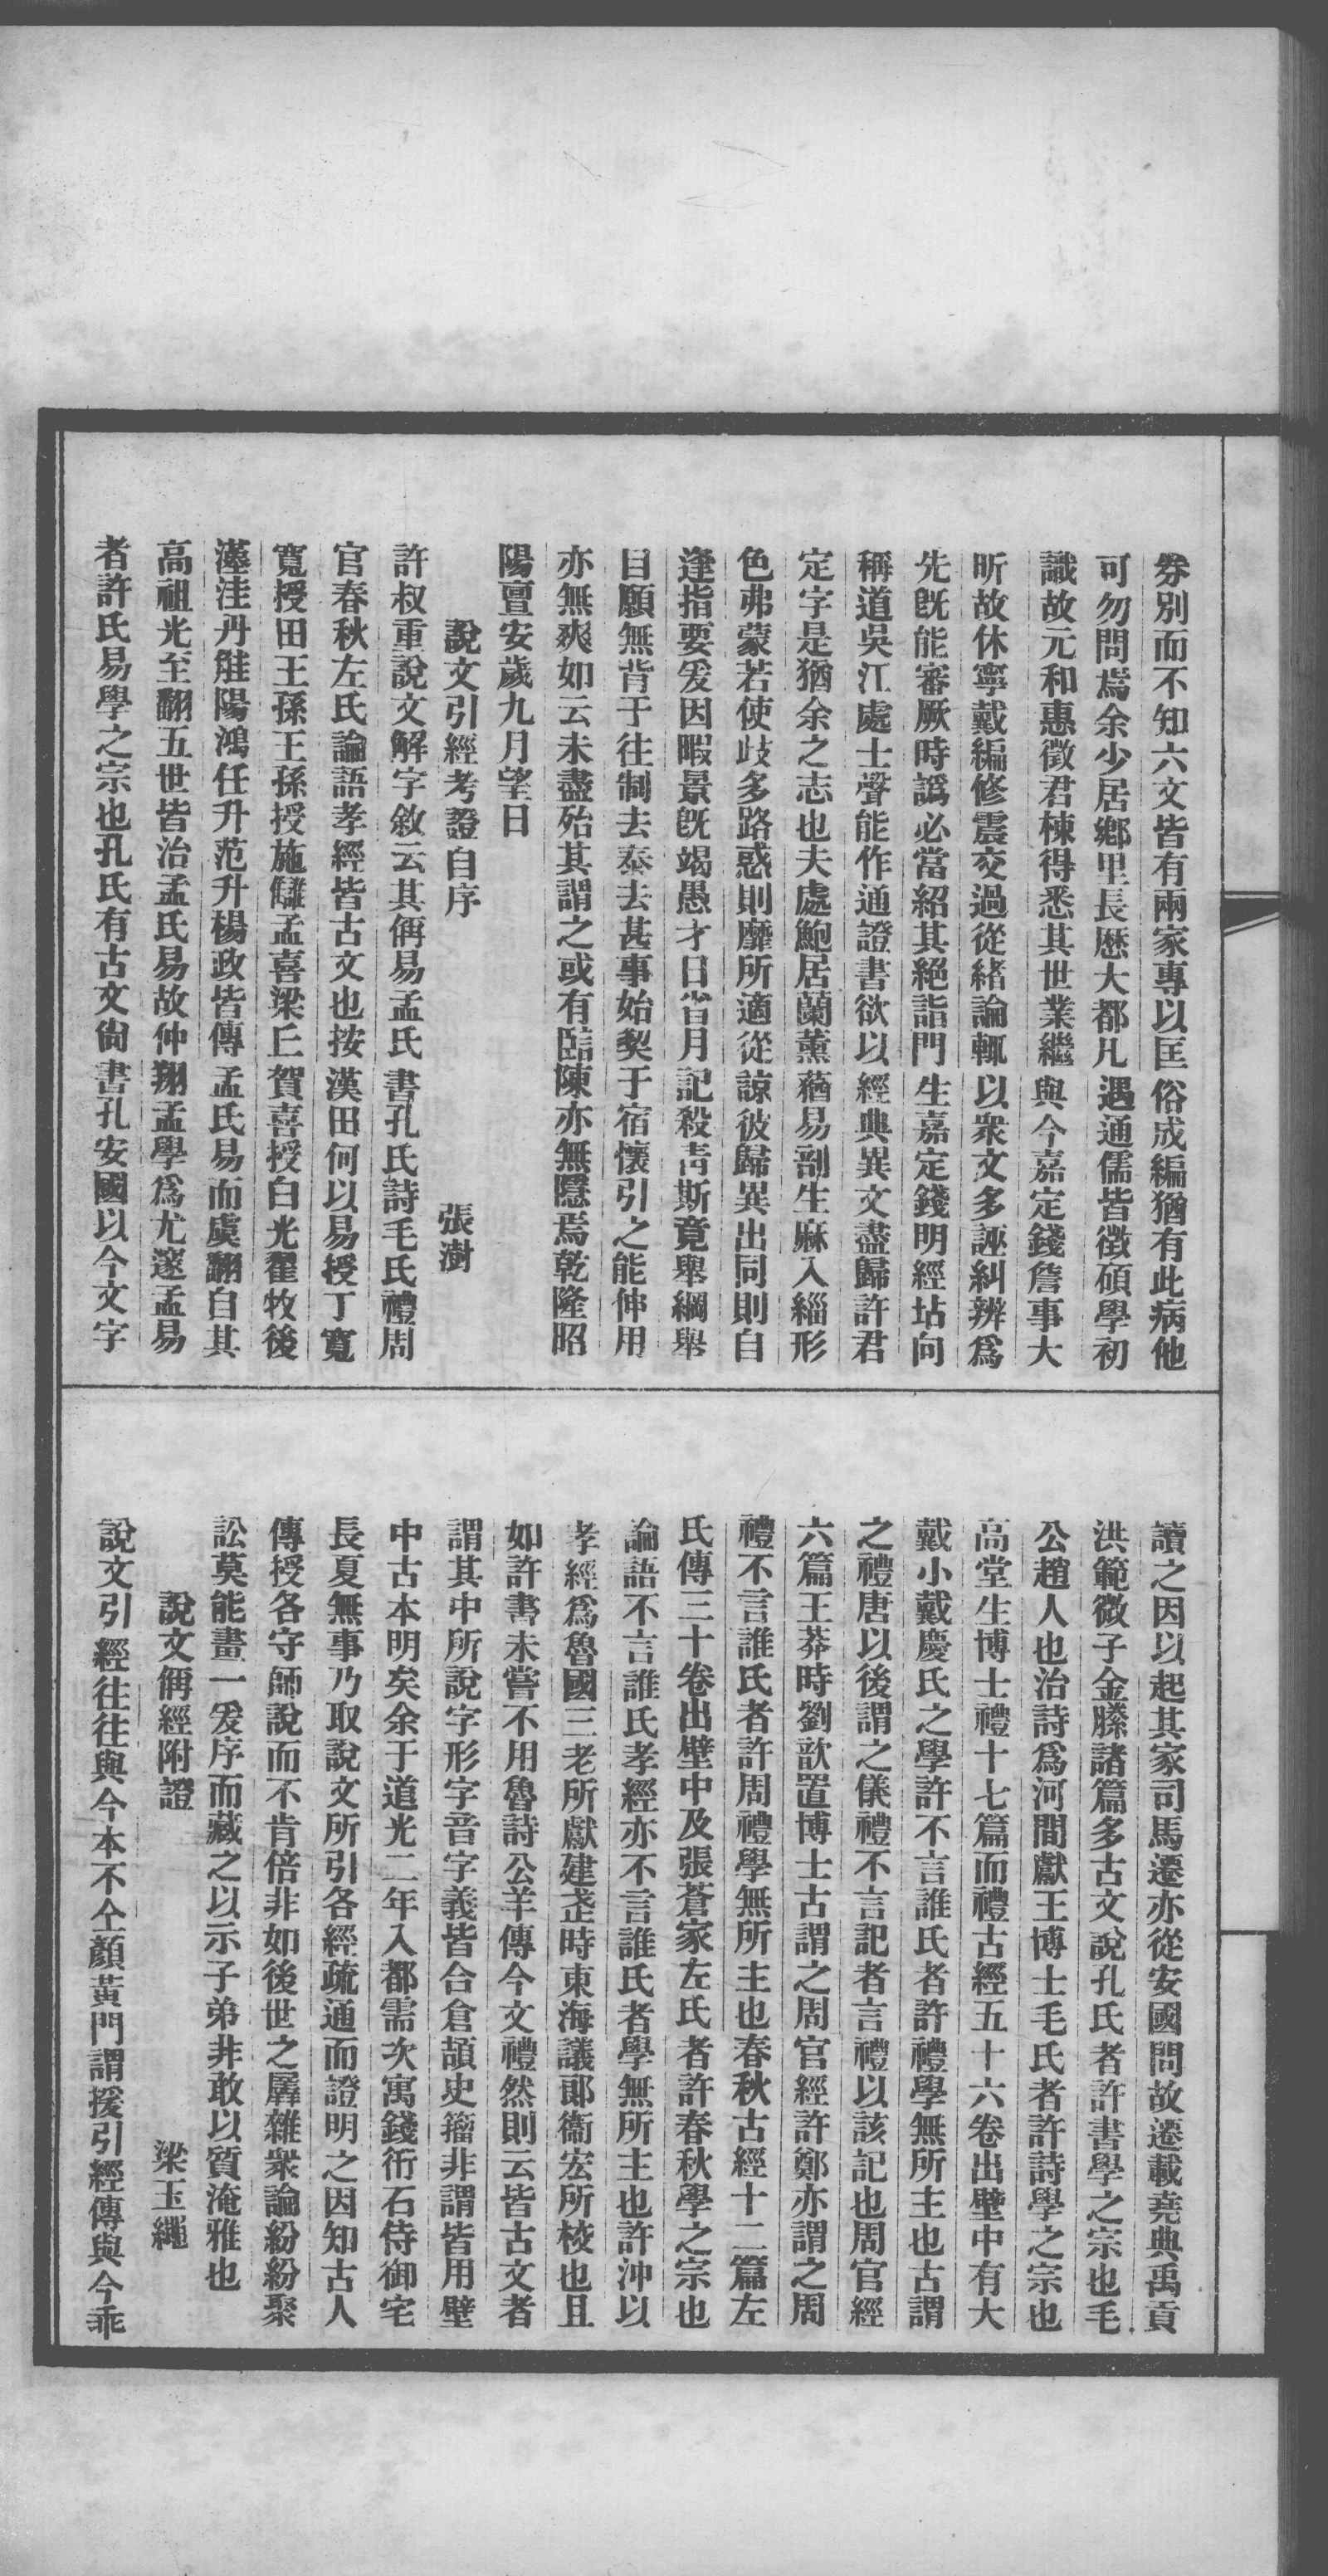 券別而不知六文皆有兩家專以匡俗成編猶有此病他
可勿問焉余少居鄉里長歷大都凡遇通儒皆徵碩學初
識故元和惠徵君棟得悉其世業繼與今嘉定錢詹事大
昕故休寧戴編修震交過從緒論輒以衆文多誣糾辨爲
先旣能審厥時譌必當紹其絕詣門生嘉定錢明經坫向
稱道吳江處士聲能作通證書欲以經典異文盡歸許君
定字是猶余之志也夫處鮑居蘭薰蕕易剖生麻入緇形
色弗蒙若使歧多路惑則靡所適從諒彼歸異出同則自
逢指要爰因暇景旣竭愚才日省月記殺靑斯竟舉綱舉
目願無背于往制去泰去甚事始契于宿懷引之能伸用
亦無爽如云未盡殆其謂之或有臨陳亦無隱焉乾隆昭
陽亶安歲九月望日
說文引經考證自序　張澍
許叔重說文解字敘云其偁易孟氏書孔氏詩毛氏禮周
官春秋左氏論語孝經皆古文也按漢田何以易授丁寬
寬授田王孫王孫授施讎孟喜梁丘賀喜授白光翟牧後
漢洼丹觟陽鴻任升范升楊政皆傳孟氏易而虞翻自其
高祖光至翻五世皆治孟氏易故仲翔孟學爲尤邃孟易
者許氏易學之宗也孔氏有古文尙書孔安國以今文字
讀之因以起其家司馬遷亦從安國問故遷載堯典禹貢
洪範微子金縢諸篇多古文說孔氏者許書學之宗也毛
公趙人也治詩爲河間獻王博士毛氏者許詩學之宗也
高堂生博士禮十七篇而禮古經五十六卷出壁中有大
戴小戴慶氏之學許不言誰氏者許禮學無所主也古謂
之禮唐以後謂之儀禮不言記者言禮以該記也周官經
六篇王莽時劉歆置博士古謂之周官經許鄭亦謂之周
禮不言誰氏者許周禮學無所主也春秋古經十二篇左
氏傳三十卷出壁中及張蒼家左氏者許春秋學之宗也
論語不言誰氏孝經亦不言誰氏者學無所主也許沖以
孝經爲魯國三老所獻建武時東海議郞衞宏所校也且
如許書未嘗不用魯詩公羊傳今文禮然則云皆古文者
謂其中所說字形字音字義皆合倉頡史籀非謂皆用壁
中古本明矣余于道光二年入都需次寓錢衎石侍御宅
長夏無事乃取說文所引各經疏通而證明之因知古人
傳授各守師說而不肯倍非如後世之羼雜衆論紛紛聚
訟莫能畫一爰序而藏之以示子弟非敢以質淹雅也
說文偁經附證　梁玉繩
說文引經往往與今本不仝顏黃門謂援引經傳與今乖